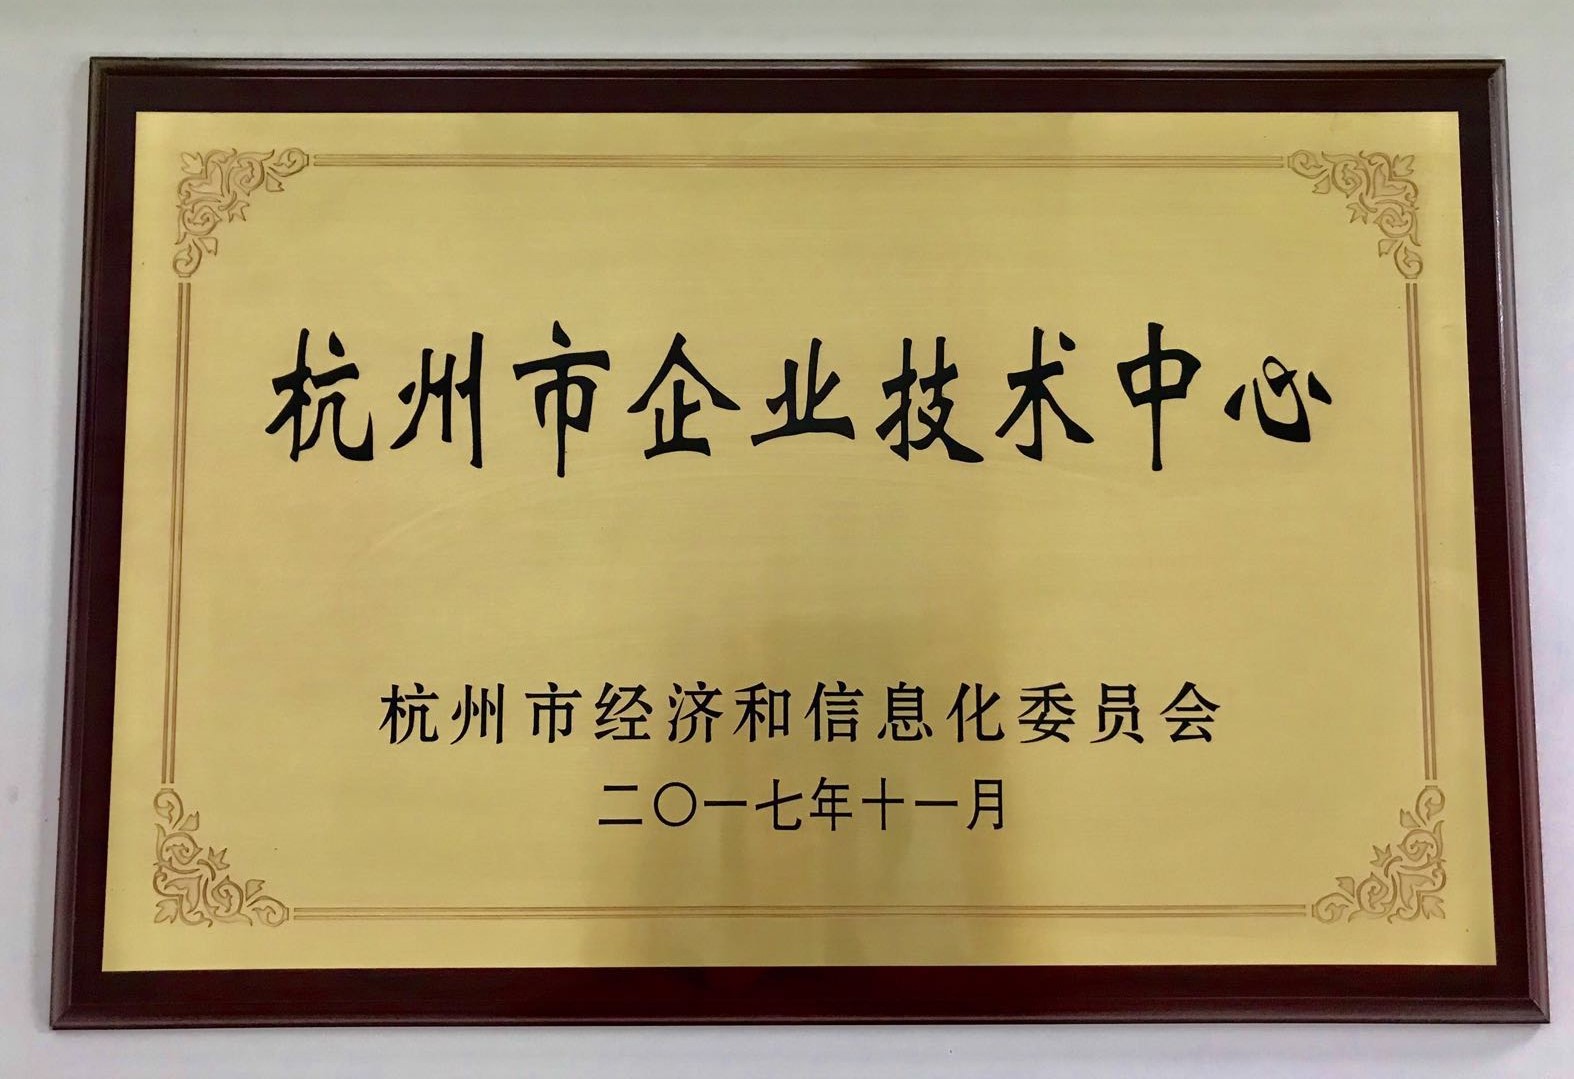 杭州市企业技术中心
杭州市经济和信息化委员会
二〇一七年十一月